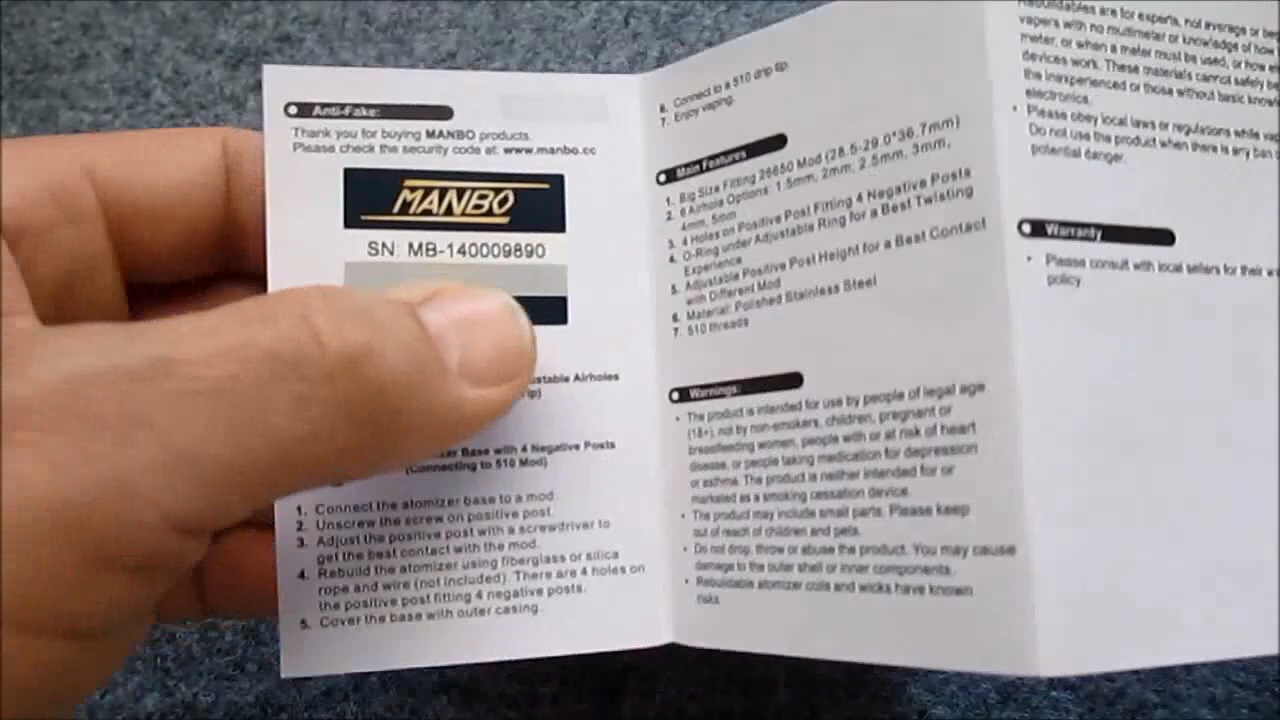 Anti-Fake:
Thank you for buying MANBO products.
Please check the security code at: www.manbo.cc
MANBO
SN: MB-140009890
stable Airholes
ip)
zer Base with 4 Negative Posts
(Connecting to 510 Mod)
1. Connect the atomizer base to a mod.
2. Unscrew the screw on positive post.
3. Adjust the positive post with a screwdriver to
get the best contact with the mod.
4. Rebuild the atomizer using fiberglass or silica
rope and wire (not included). There are 4 holes on
the positive post fitting 4 negative posts.
5. Cover the base with outer casing.
6. Connect to a 510 drip tip.
7. Enjoy vaping.
Main Features
1. Big Size Fitting 26650 Mod (28.5-29.0*36.7mm)
2. 6 Airhole Options: 1.5mm, 2mm, 2.5mm, 3mm,
4mm, 5mm
3. 4 Holes on Positive Post Fitting 4 Negative Posts
4. O-Ring under Adjustable Ring for a Best Twisting
Experience
5. Adjustable Positive Post Height for a Best Contact
with Different Mod
6. Material: Polished Stainless Steel
7. 510 threads
Warnings:
• The product is intended for use by people of legal age
(18+), not by non-smokers, children, pregnant or
breastfeeding women, people with or at risk of heart
disease, or people taking medication for depression
or asthma. The product is neither intended for or
marketed as a smoking cessation device.
• The product may include small parts. Please keep
out of reach of children and pets.
• Do not drop, throw or abuse the product. You may cause
damage to the outer shell or inner components.
• Rebuildable atomizer coils and wicks have known
risks.
Rebuildables are for experts, not average or be
vapers with no multimeter or knowledge of how
meter, or when a meter must be used, or how
devices work. These materials cannot safely be
the inexperienced or those without basic know
electronics.
• Please obey local laws or regulations while va
Do not use the product when there is any ban
potential danger.
Warranty
• Please consult with local sellers for their w
policy.